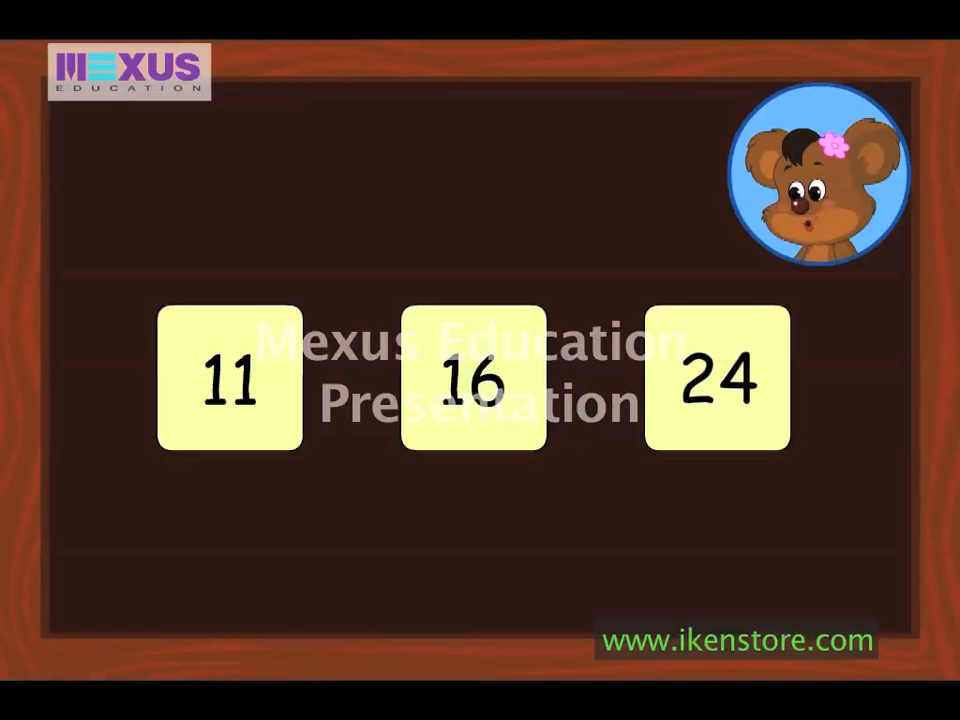 MEXUS
EDUCATION
Mexus Education
Presentation
11 16 24
www.ikenstore.com